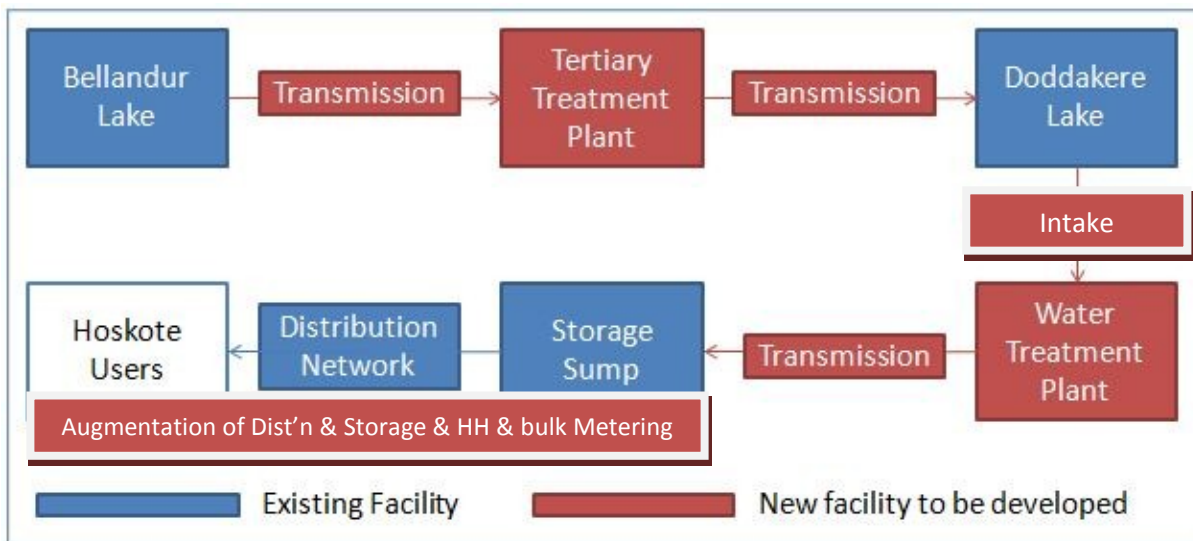 Bellandur
Lake
Transmission
Tertiary
Treatment
Plant
Transmission
Doddakere
Lake
Intake
Hoskote
Users
Distribution
Network
Storage
Sump
Transmission
Water
Treatment
Plant
Augmentation of Dist’n & Storage & HH & bulk Metering
Existing Facility
New facility to be developed